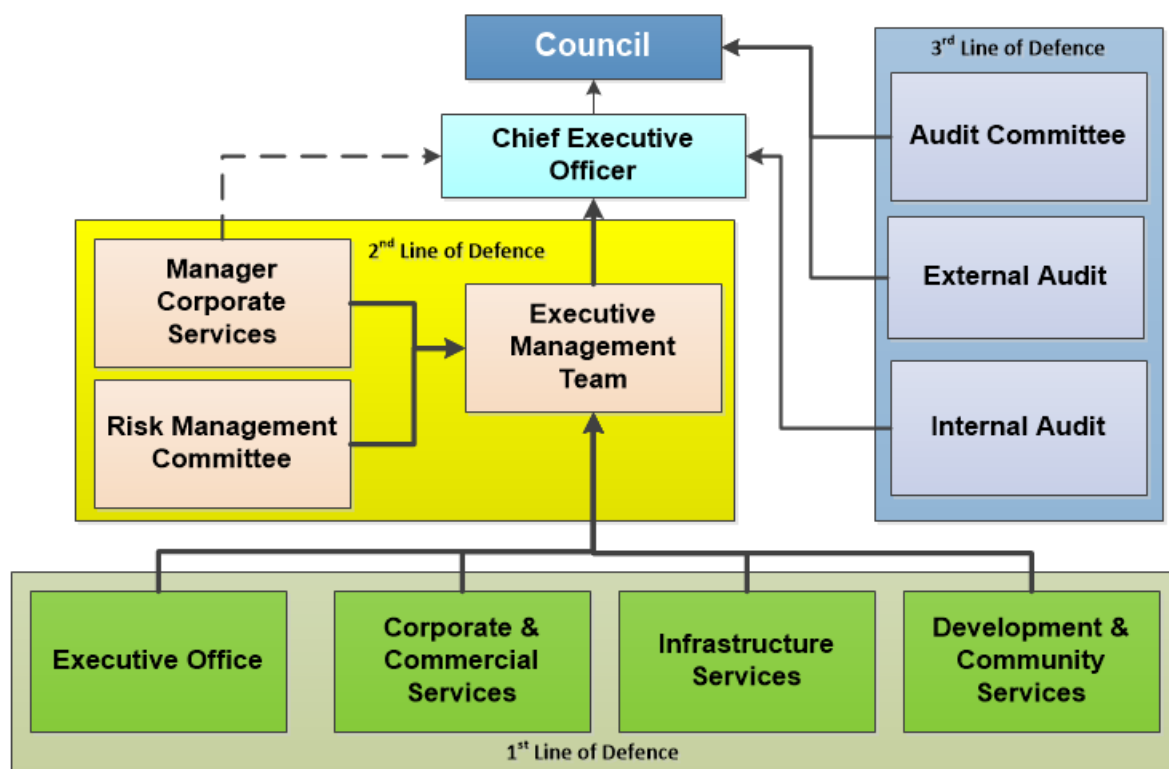 Council
3rd Line of Defence
Audit Committee
Chief Executive
Officer
2nd Line of Defence
Manager
Corporate
Services
External Audit
Executive
Management
Team
Risk Management
Committee
Internal Audit
Executive Office
Corporate &
Commercial
Services
Infrastructure
Services
Development &
Community
Services
1st Line of Defence